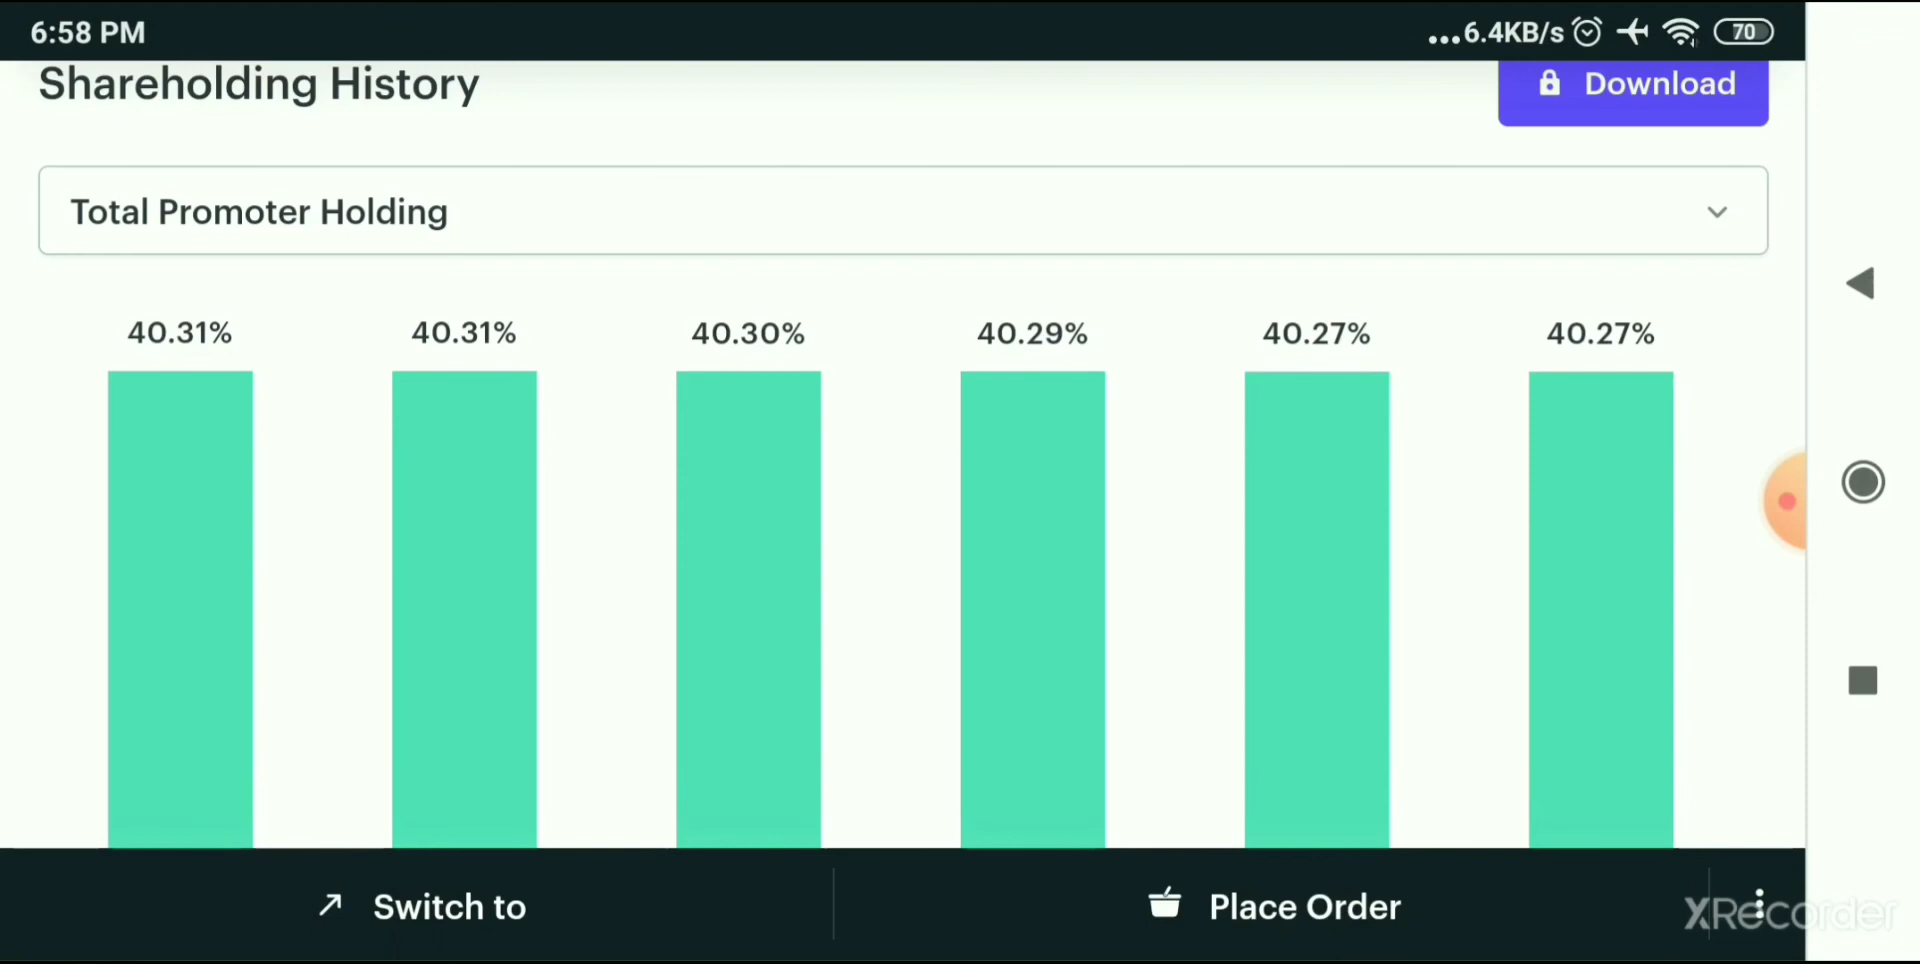 6:58 PM
...6.4KB/s 70
Shareholding History
Download
Total Promoter Holding
40.31% 40.31% 40.30% 40.29% 40.27% 40.27%
Switch to
Place Order
XRecorder